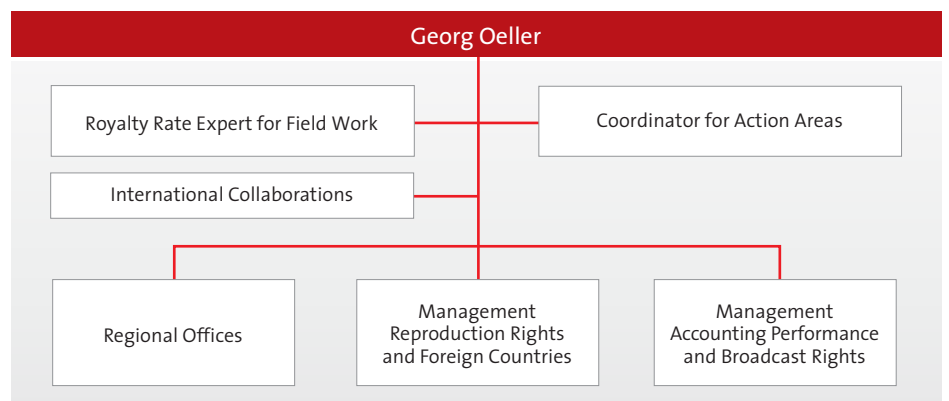 Georg Oeller
Royalty Rate Expert for Field Work
Coordinator for Action Areas
International Collaborations
Regional Offices
Management
Reproduction Rights
and Foreign Countries
Management
Accounting Performance
and Broadcast Rights